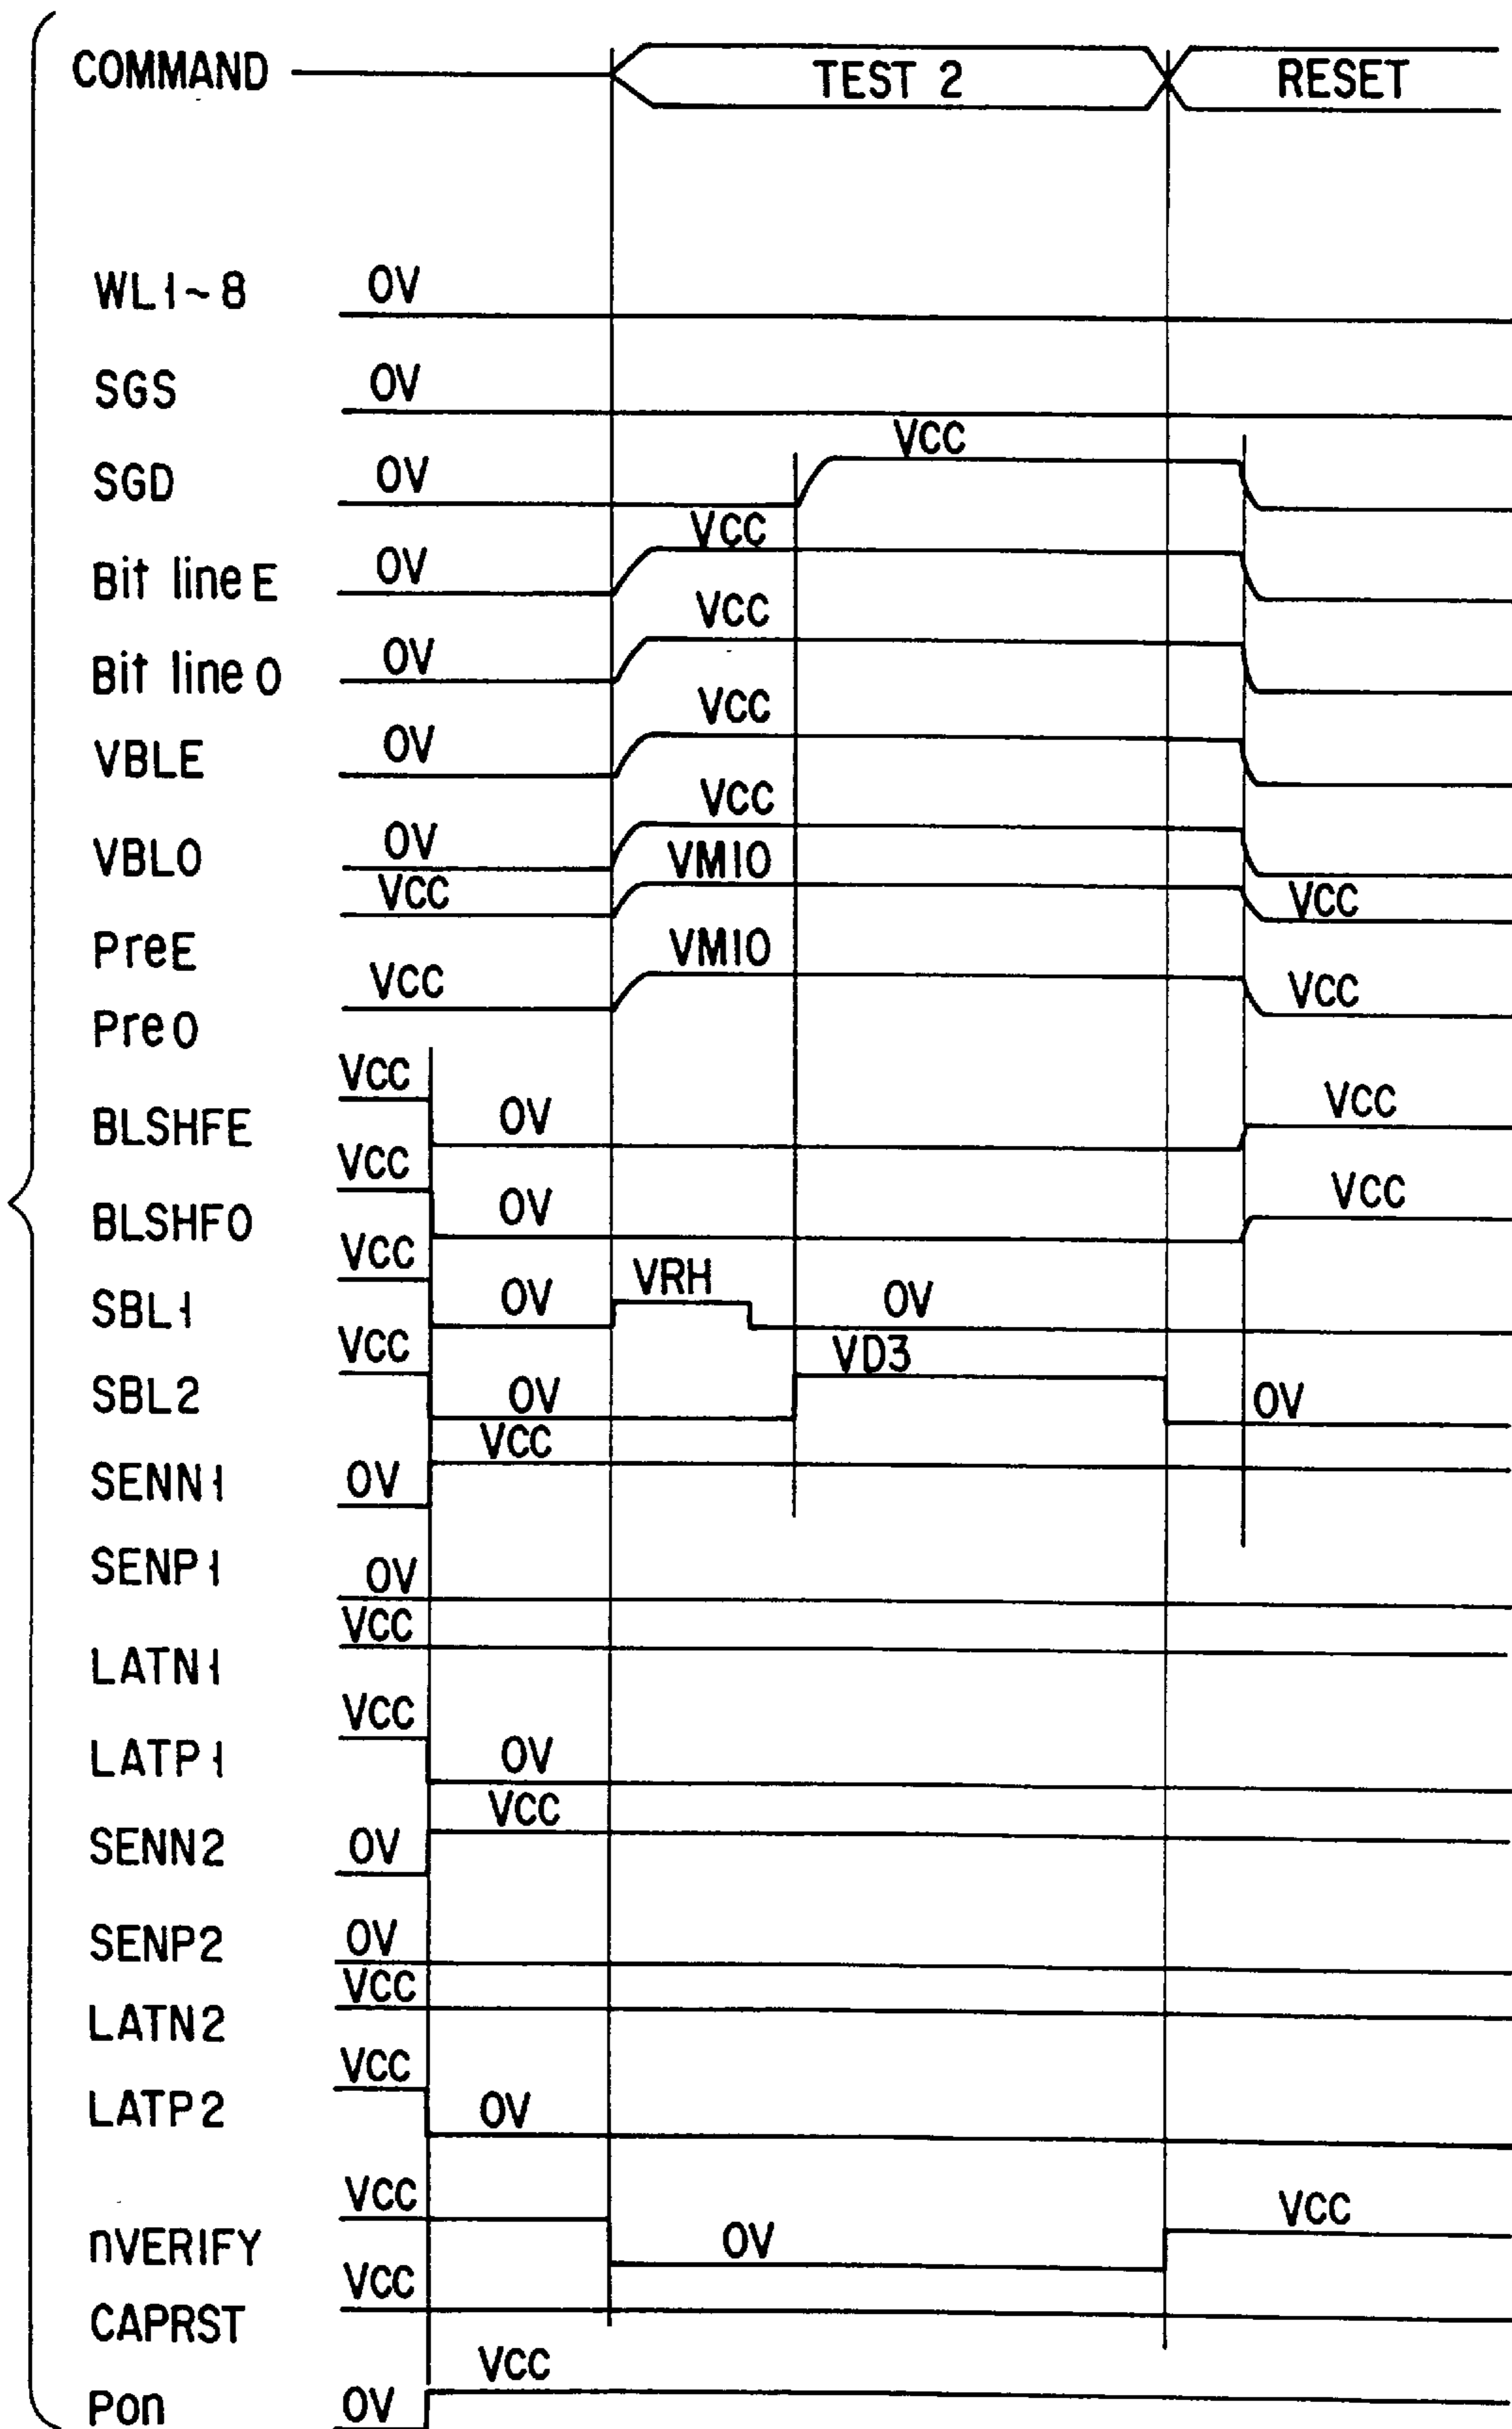 COMMAND TEST 2 RESET
WL1~8 0V
SGS 0V
VCC
SGD 0V
VCC
Bit line E 0V
VCC
Bit line O 0V
VCC
VBLE 0V
VCC
VBLO 0V
VM10
VCC VCC
PreE
VM10
VCC VCC
PreO
VCC
BLSHFE 0V VCC
VCC
BLSHFO 0V VCC
VCC
SBL1 0V VRH 0V
VCC VD3
SBL2 0V 0V
VCC
SENN1 0V
SENP1 0V
VCC
LATN1
VCC
LATP1 0V
VCC
SENN2 0V
SENP2 0V
VCC
LATN2
VCC
LATP2 0V
VCC VCC
nVERIFY 0V
VCC
CAPRST
VCC
Pon 0V